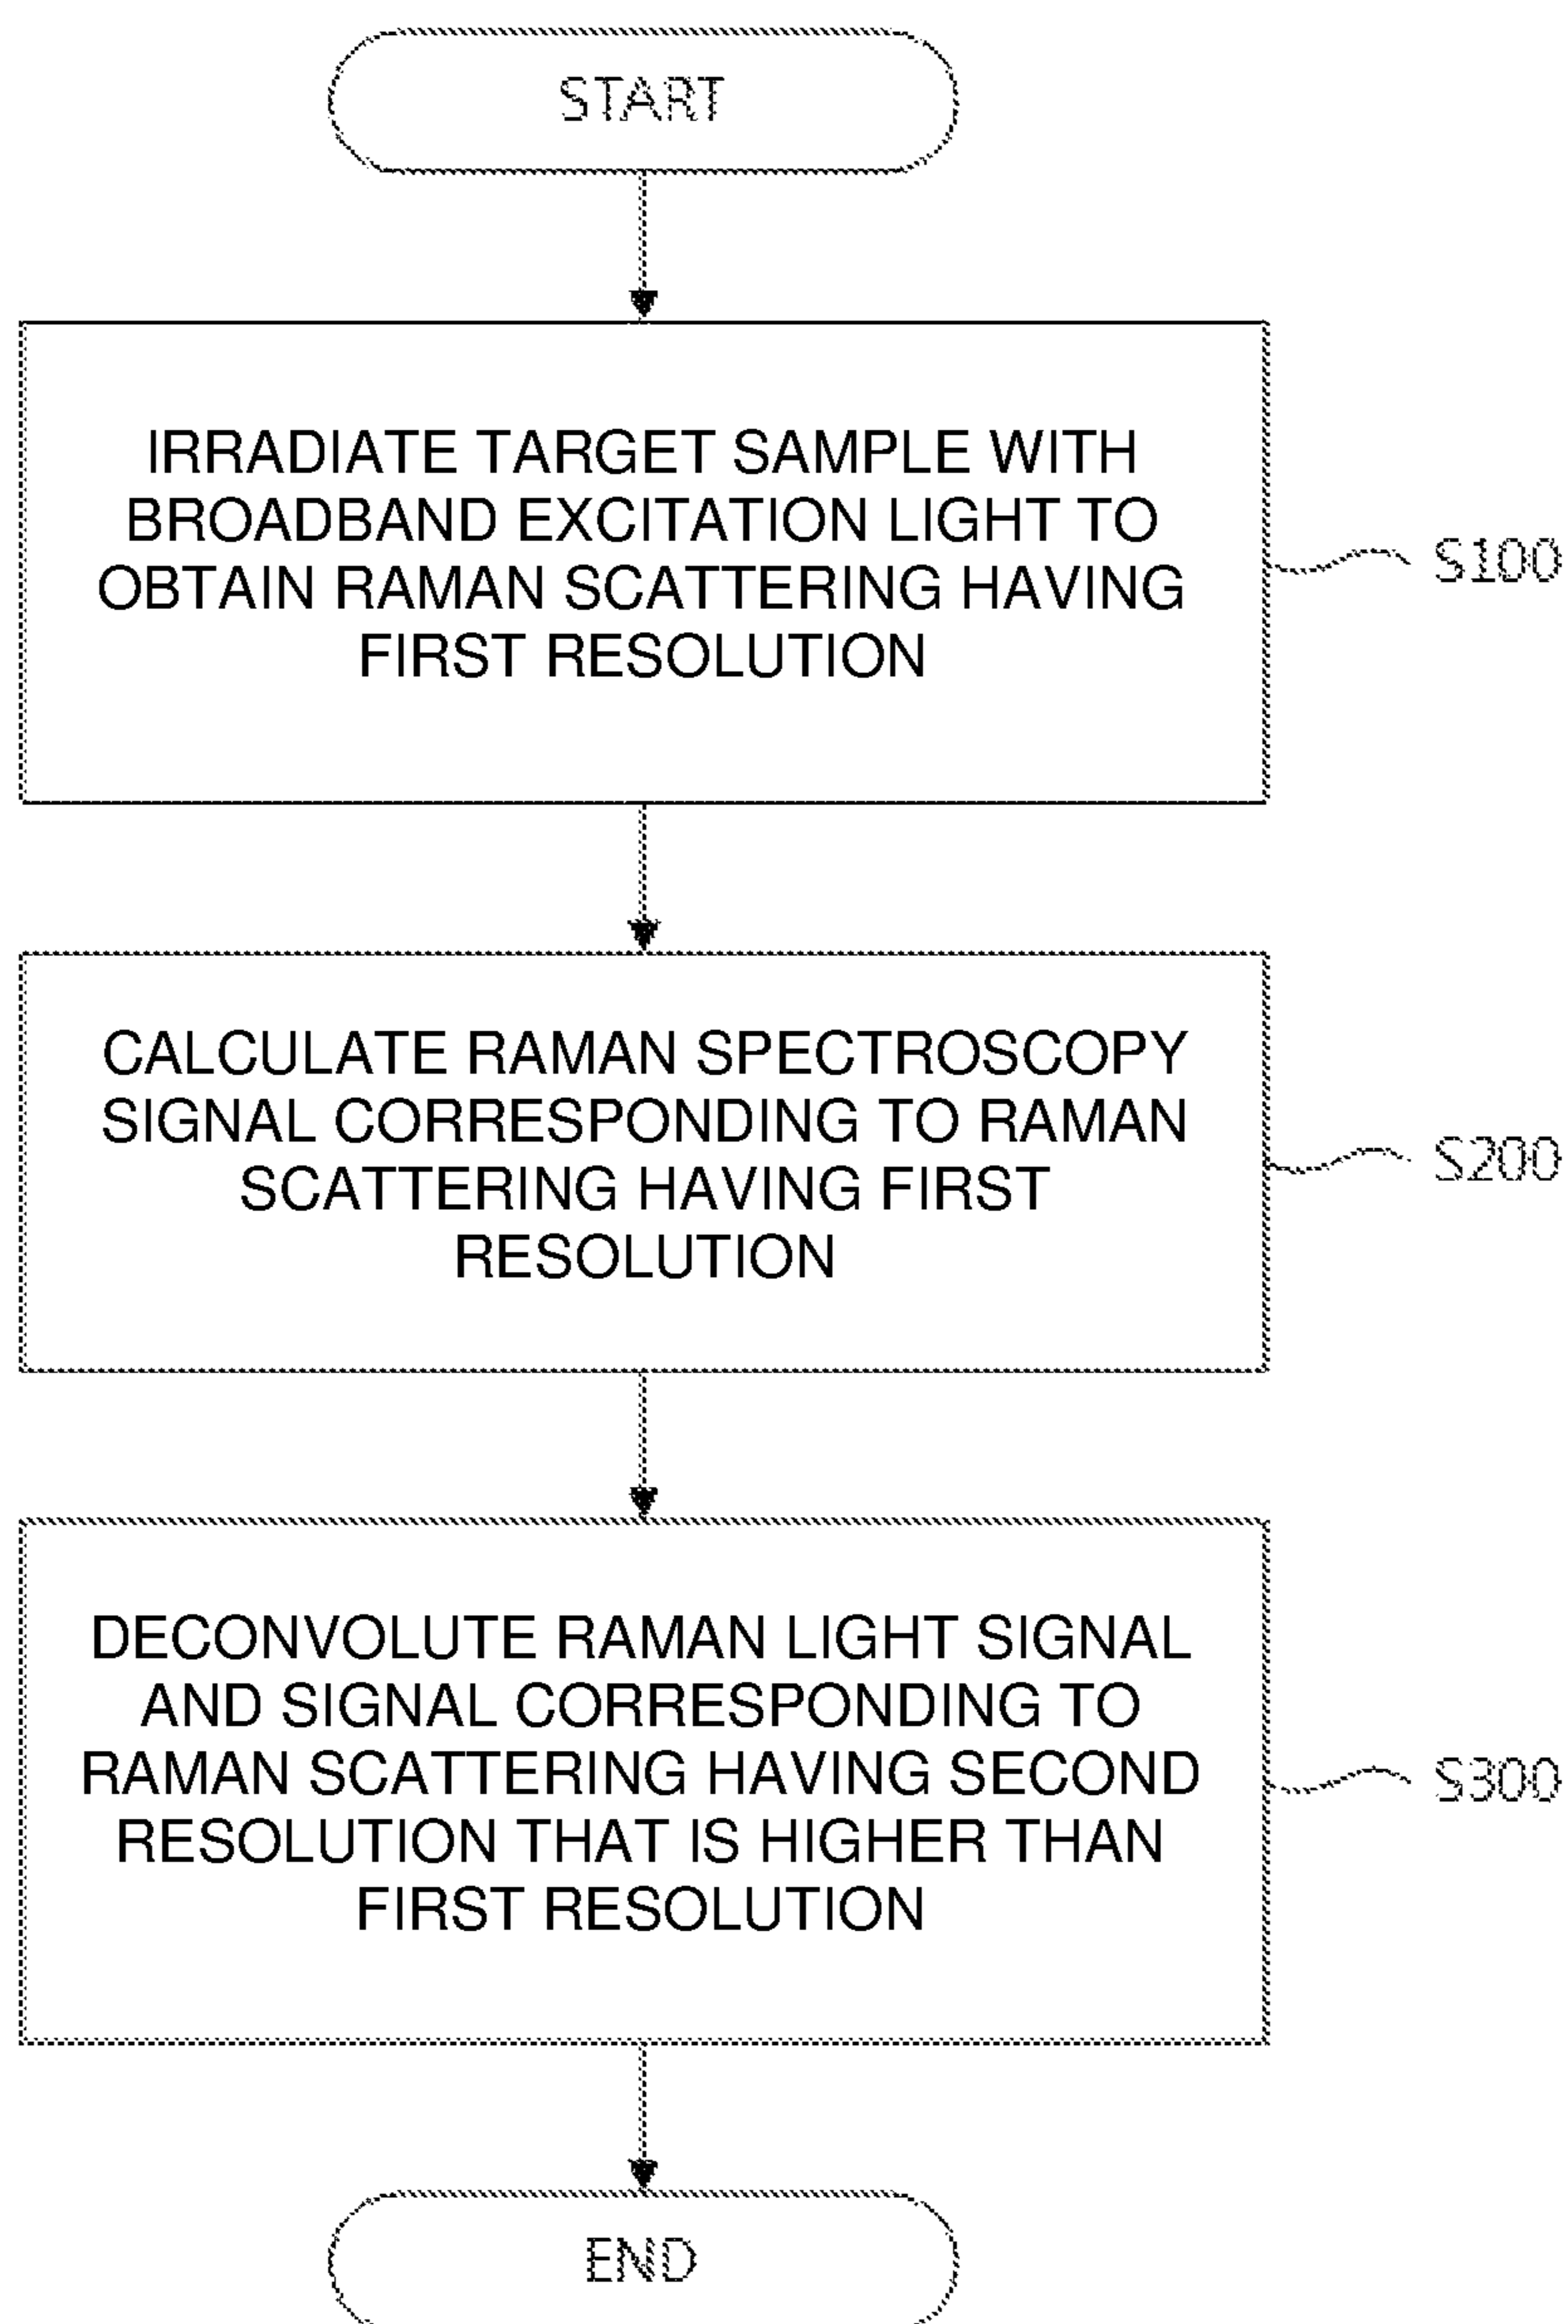 START
IRRADIATE TARGET SAMPLE WITH
BROADBAND EXCITATION LIGHT TO
OBTAIN RAMAN SCATTERING HAVING
FIRST RESOLUTION
S100
CALCULATE RAMAN SPECTROSCOPY
SIGNAL CORRESPONDING TO RAMAN
SCATTERING HAVING FIRST
RESOLUTION
S200
DECONVOLUTE RAMAN LIGHT SIGNAL
AND SIGNAL CORRESPONDING TO
RAMAN SCATTERING HAVING SECOND
RESOLUTION THAT IS HIGHER THAN
FIRST RESOLUTION
S300
END